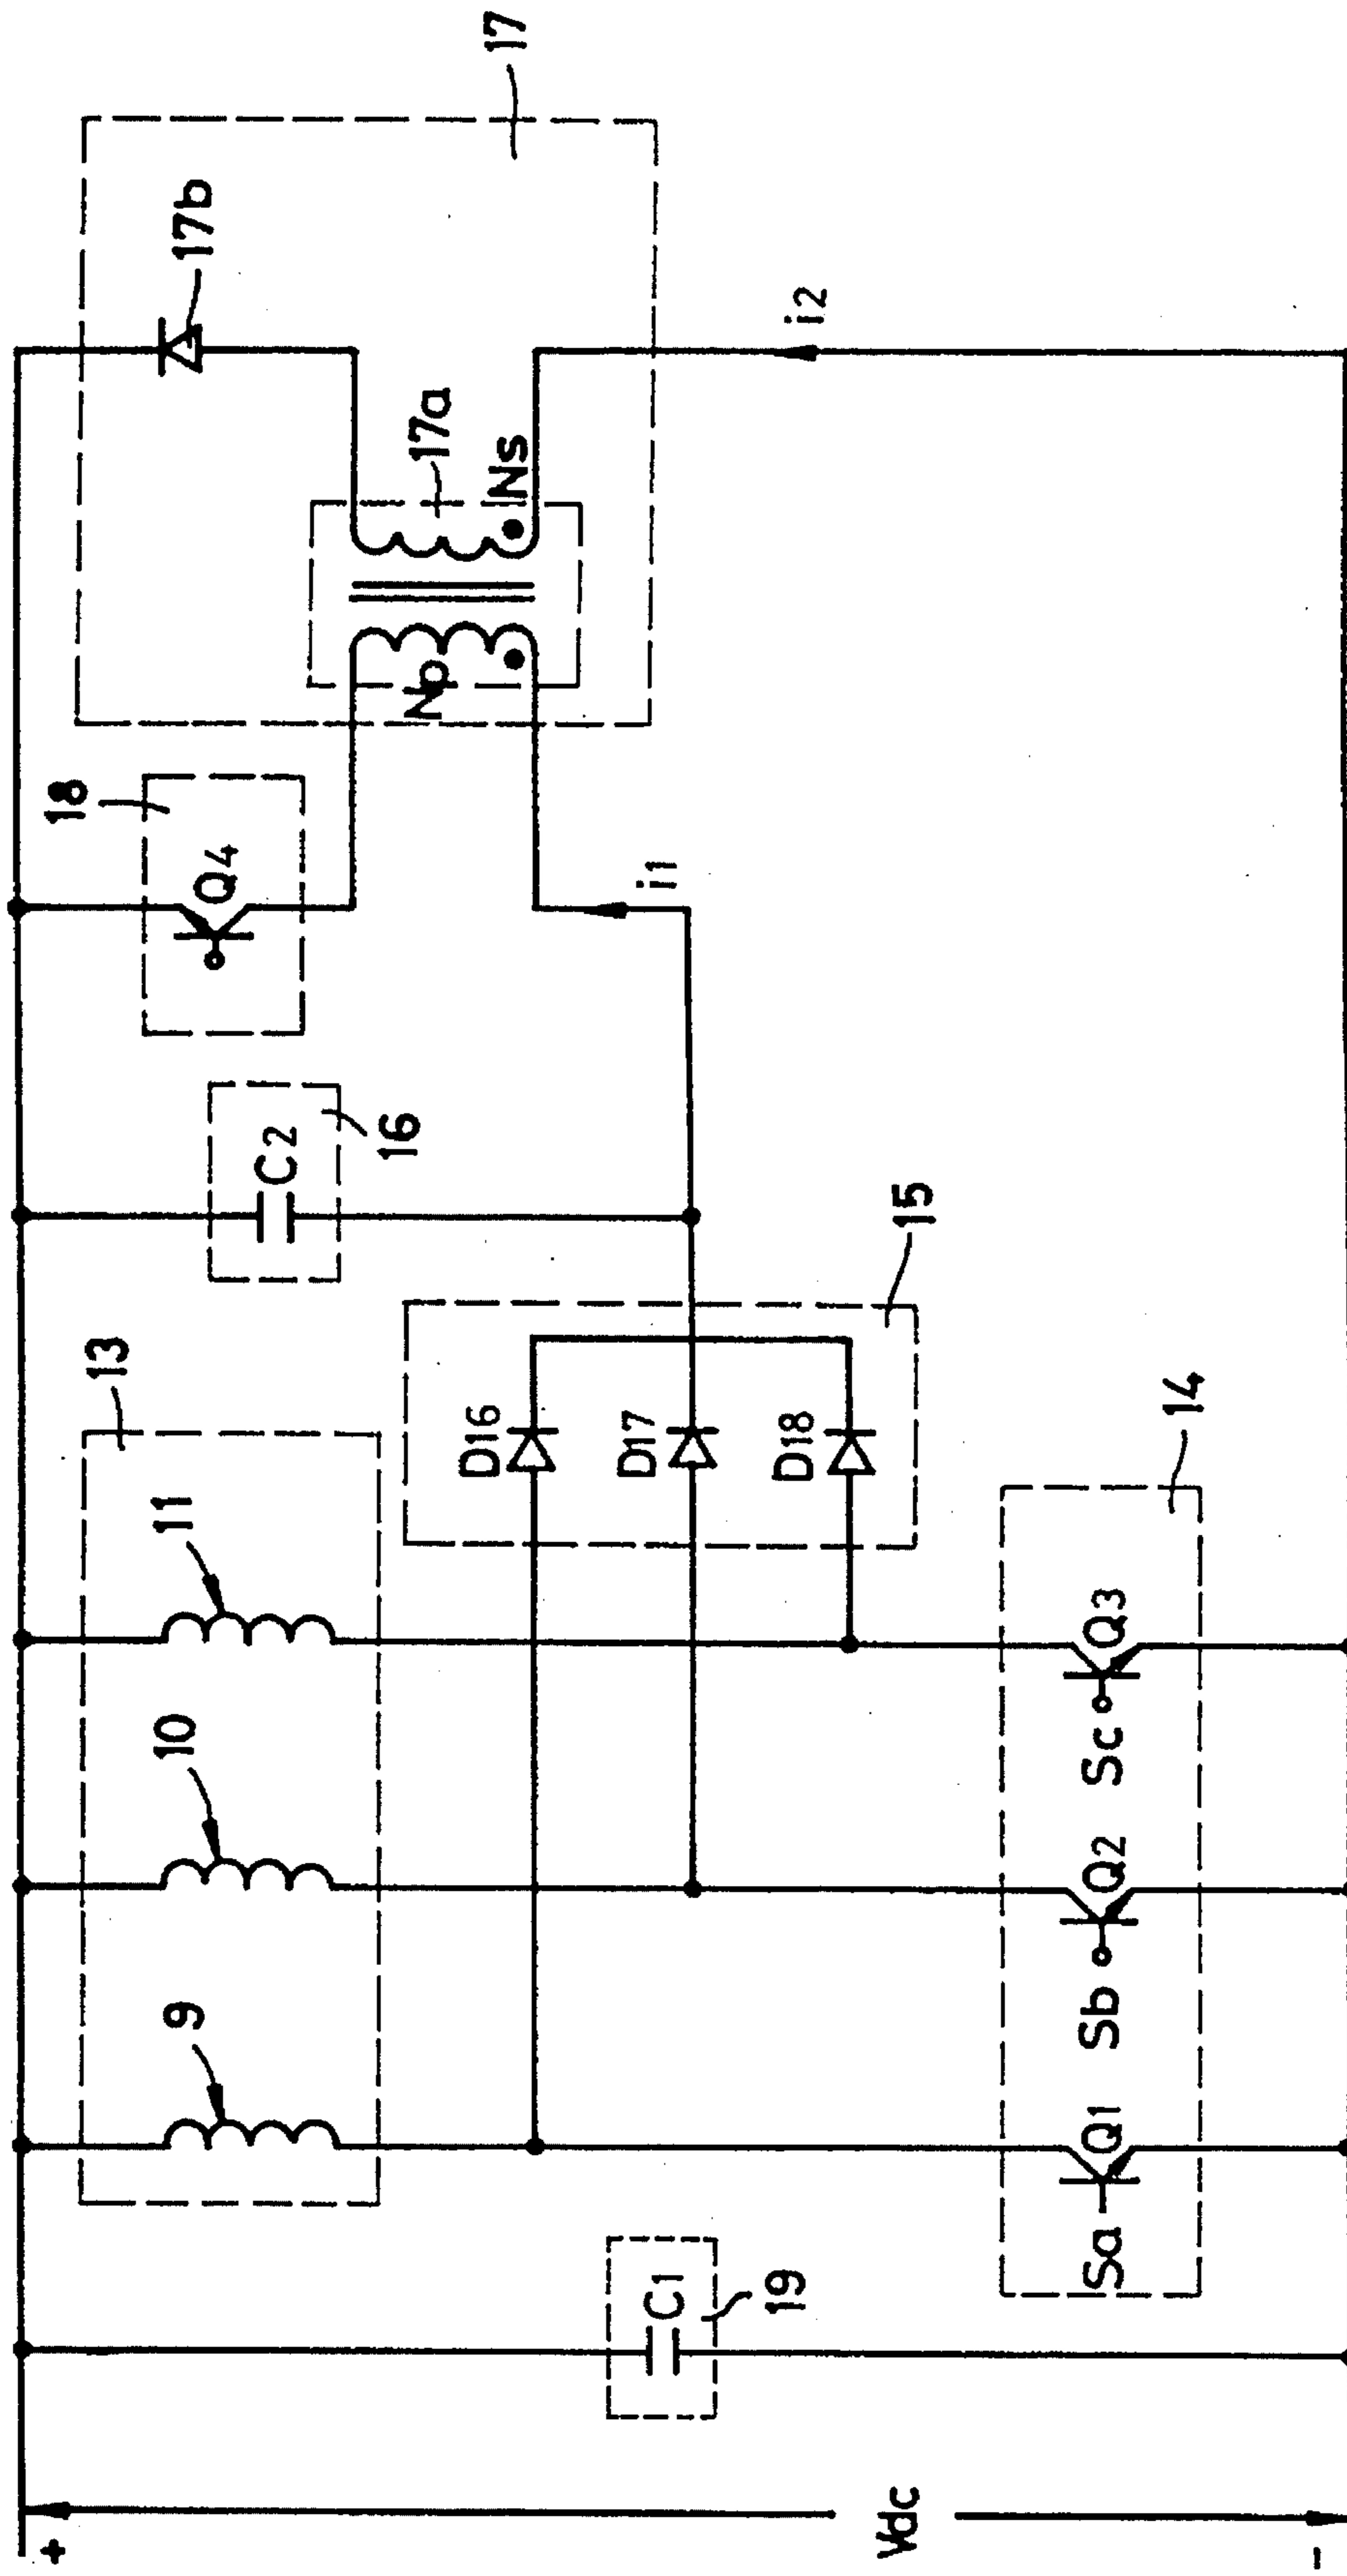 13
9
10
11
18
Q4
17
17b
17a
Np
Ns
16
C2
15
D16
D17
D18
i1
i2
19
C1
14
Sa
Q1
Sb
Q2
Sc
Q3
+
Vdc
-